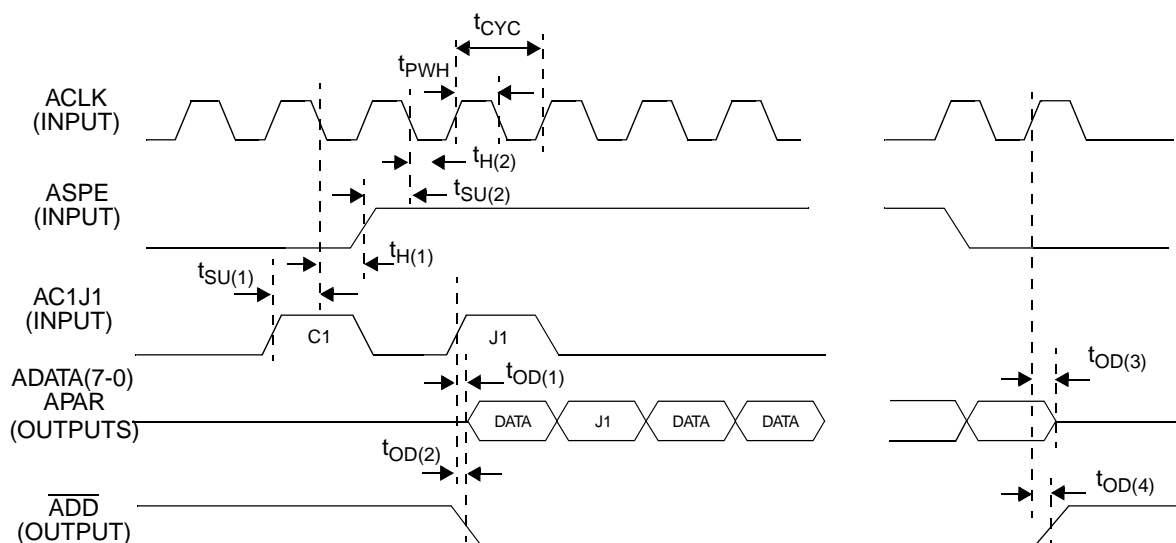 tCYC
tPWH
ACLK
(INPUT)
tH(2)
ASPE
(INPUT)
tSU(2)
tH(1)
tSU(1)
AC1J1
(INPUT)
C1
J1
ADATA(7-0)
APAR
(OUTPUTS)
tOD(1)
tOD(3)
DATA
J1
DATA
DATA
tOD(2)
tOD(4)
ADD
(OUTPUT)